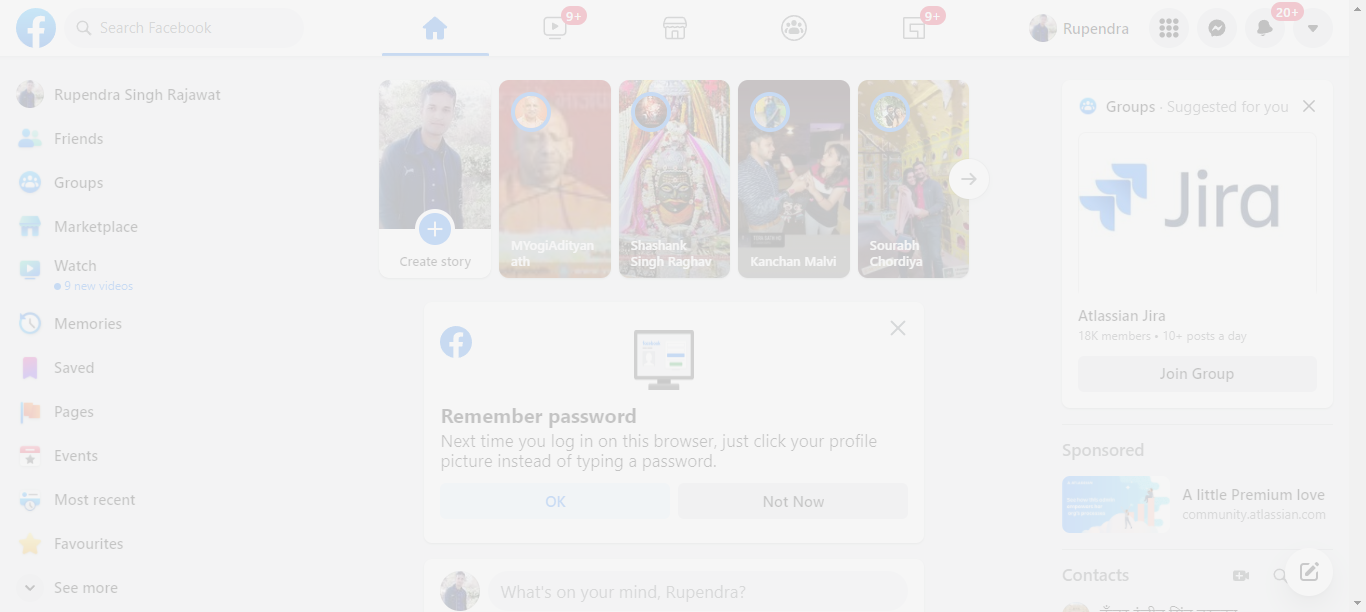 Search Facebook
9+
9+
Rupendra
20+
Rupendra Singh Rajawat
Friends
Groups
Marketplace
Watch
9 new videos
Memories
Saved
Pages
Events
Most recent
Favourites
See more
Create story
MYogiAdityan
ath
Shashank
Singh Raghav
Kanchan Malvi
Sourabh
Chordiya
Remember password
Next time you log in on this browser, just click your profile
picture instead of typing a password.
OK
Not Now
What's on your mind, Rupendra?
Groups · Suggested for you
Jira
Atlassian Jira
18K members • 10+ posts a day
Join Group
Sponsored
A little Premium love
community.atlassian.com
Contacts